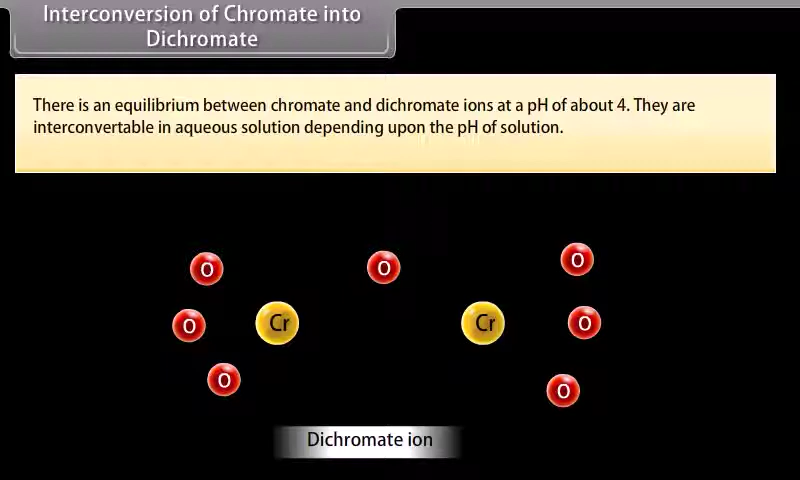 Interconversion of Chromate into
Dichromate
There is an equilibrium between chromate and dichromate ions at a pH of about 4. They are
interconvertable in aqueous solution depending upon the pH of solution.
O O O
O Cr Cr O
O O
Dichromate ion